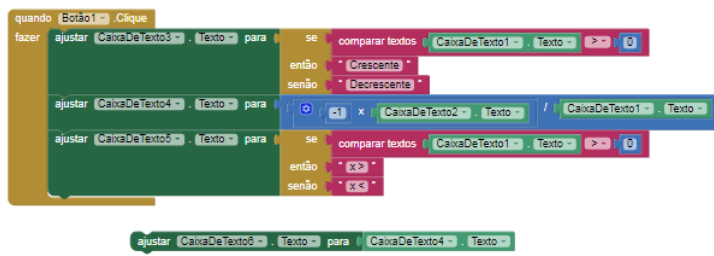 quando Botão1 .Clique
fazer ajustar CaixaDeTexto3 . Texto para se comparar textos CaixaDeTexto1 . Texto > 0
então " Crescente "
senão " Decrescente "
ajustar CaixaDeTexto4 . Texto para -1 x CaixaDeTexto2 . Texto / CaixaDeTexto1 . Texto
ajustar CaixaDeTexto5 . Texto para se comparar textos CaixaDeTexto1 . Texto > 0
então " x > "
senão " x < "
ajustar CaixaDeTexto6 . Texto para CaixaDeTexto4 . Texto